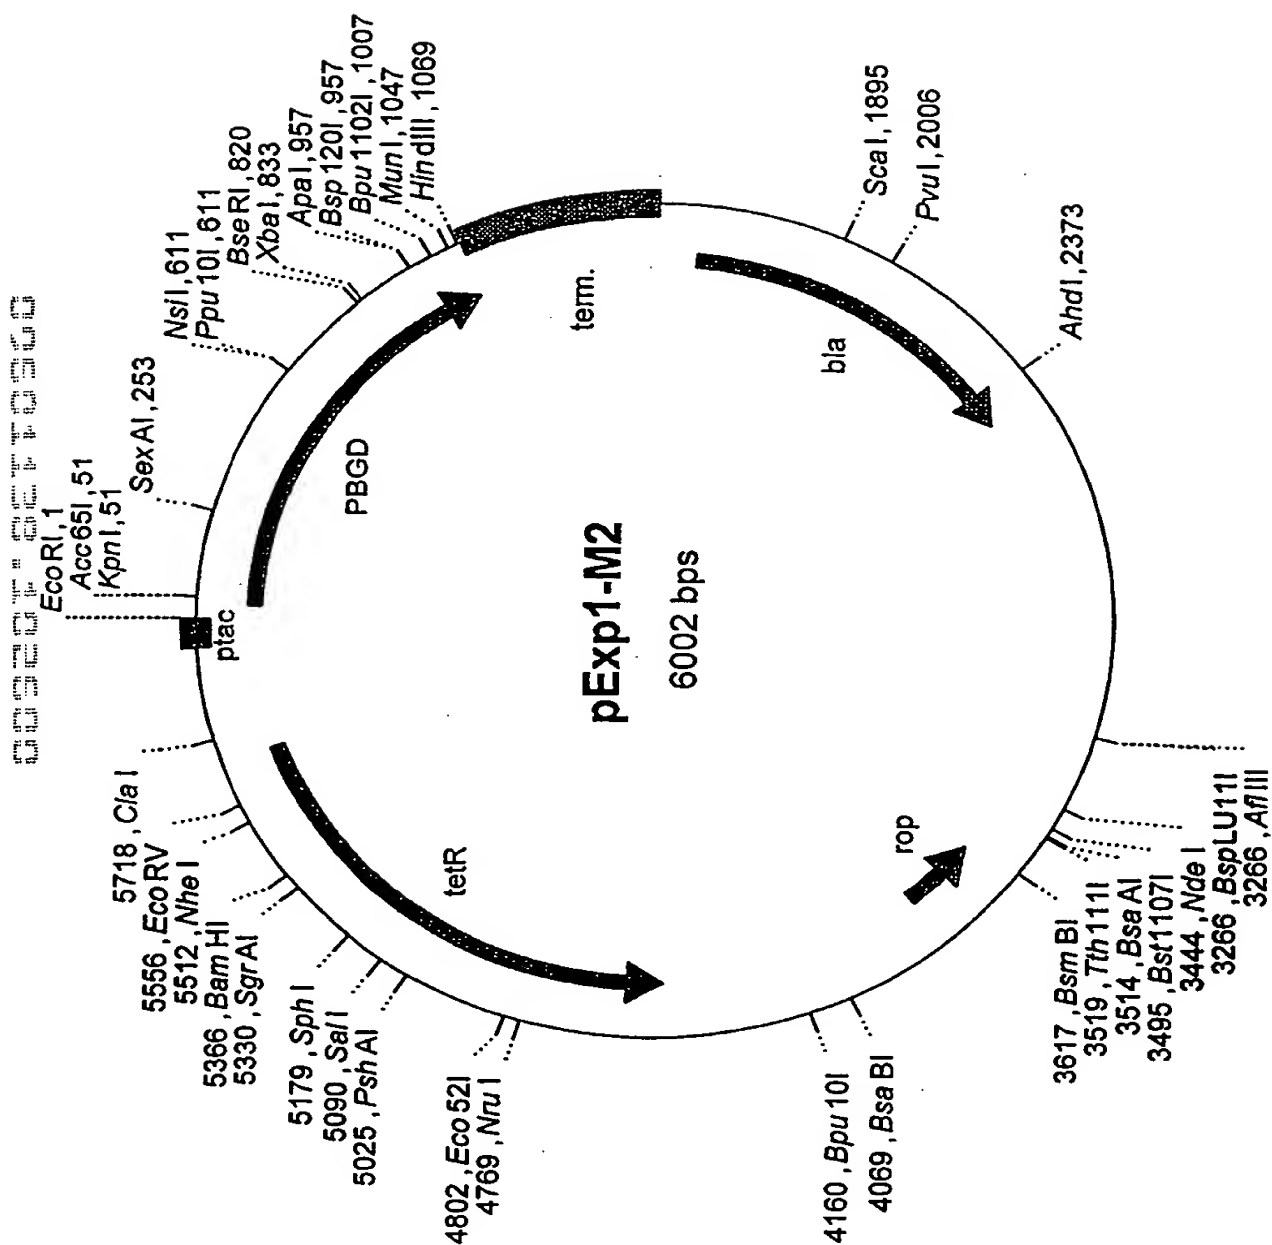 EcoRI, 1
Acc65I, 51
KpnI, 51
SexAI, 253
NsiI, 611
Ppu10I, 611
BseRI, 820
XbaI, 833
ApaI, 957
Bsp120I, 957
Bpu1102I, 1007
MunI, 1047
HindIII, 1069
ScaI, 1895
PvuI, 2006
AhdI, 2373
ptac
PBGD
term.
bla
pExp1-M2
6002 bps
tetR
rop
5718, ClaI
5556, EcoRV
5512, NheI
5366, BamHI
5330, SgrAI
5179, SphI
5090, SalI
5025, PshAI
4802, Eco52I
4769, NruI
4160, Bpu10I
4069, BsaBI
3617, BsmBI
3519, Tth111I
3514, BsaAI
3495, Bst1107I
3444, NdeI
3266, BspLU11I
3266, AflIII